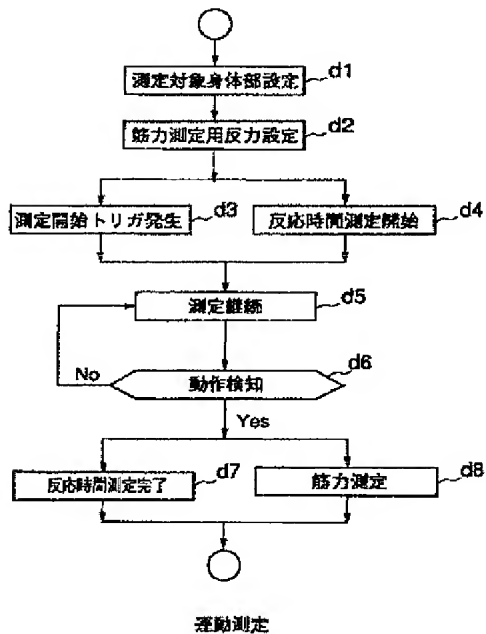 測定対象身体部設定 d1
筋力測定用反力設定 d2
測定開始トリガ発生 d3
反応時間測定開始 d4
測定継続 d5
動作検知 d6
No
Yes
反応時間測定完了 d7
筋力測定 d8
運動測定